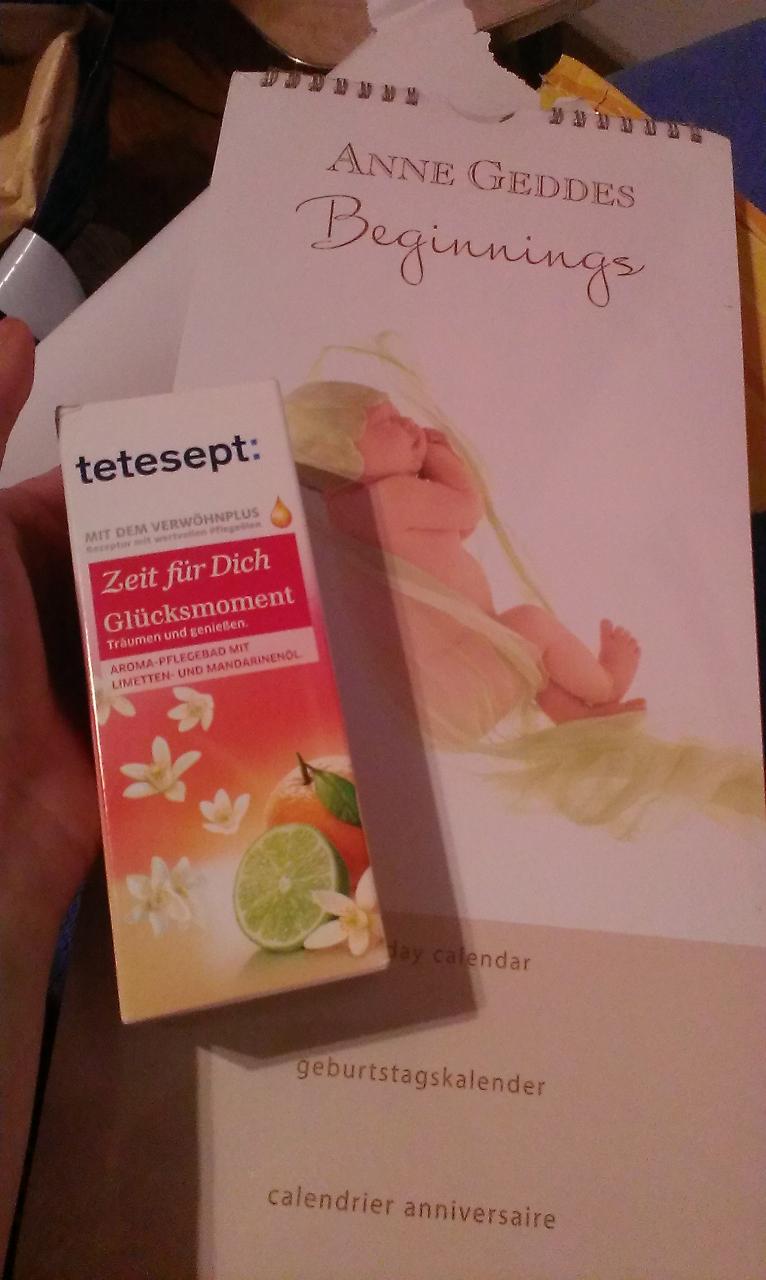 ANNE GEDDES
Beginnings
tetesept:
MIT DEM VERWÖHNPLUS
Rezeptur mit wertvollen Pflegeölen
Zeit für Dich
Glücksmoment
Träumen und genießen.
AROMA-PFLEGEBAD MIT
LIMETTEN- UND MANDARINENÖL.
day calendar
geburtstagskalender
calendrier anniversaire